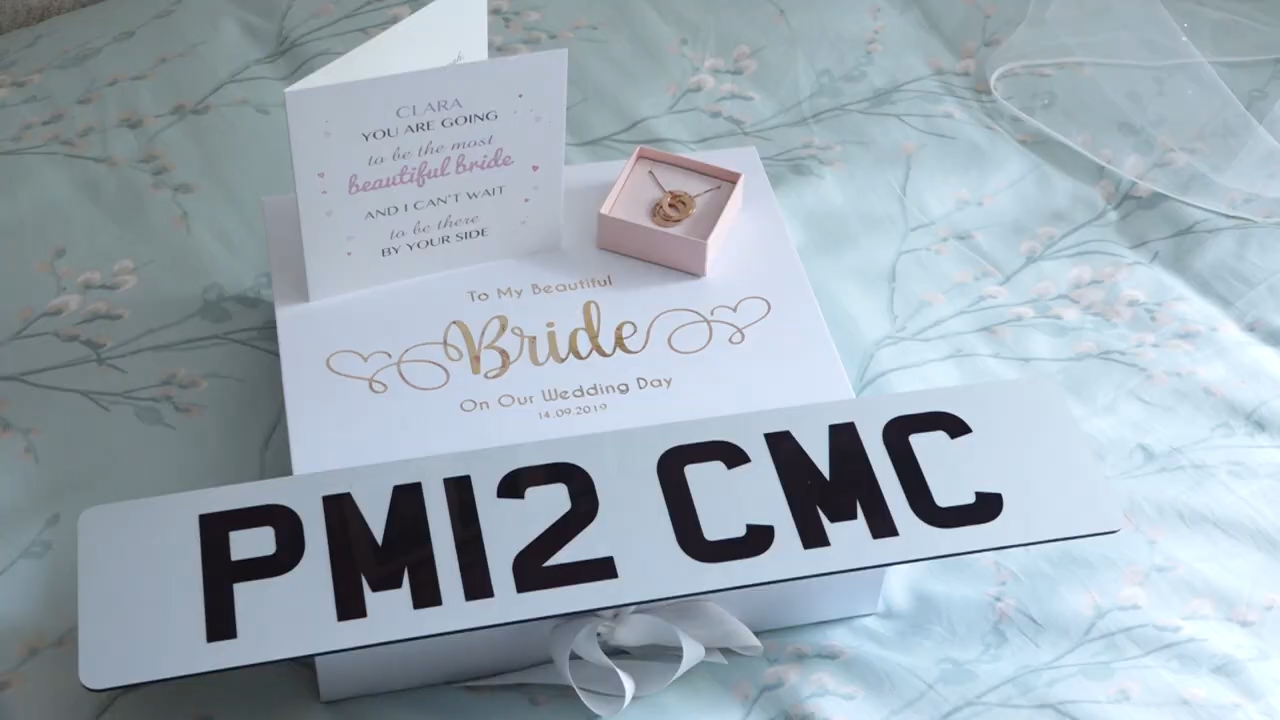 CLARA
YOU ARE GOING
to be the most
beautiful bride
AND I CAN'T WAIT
to be there
BY YOUR SIDE
To My Beautiful
Bride
On Our Wedding Day
14.09.2019
PM12 CMC